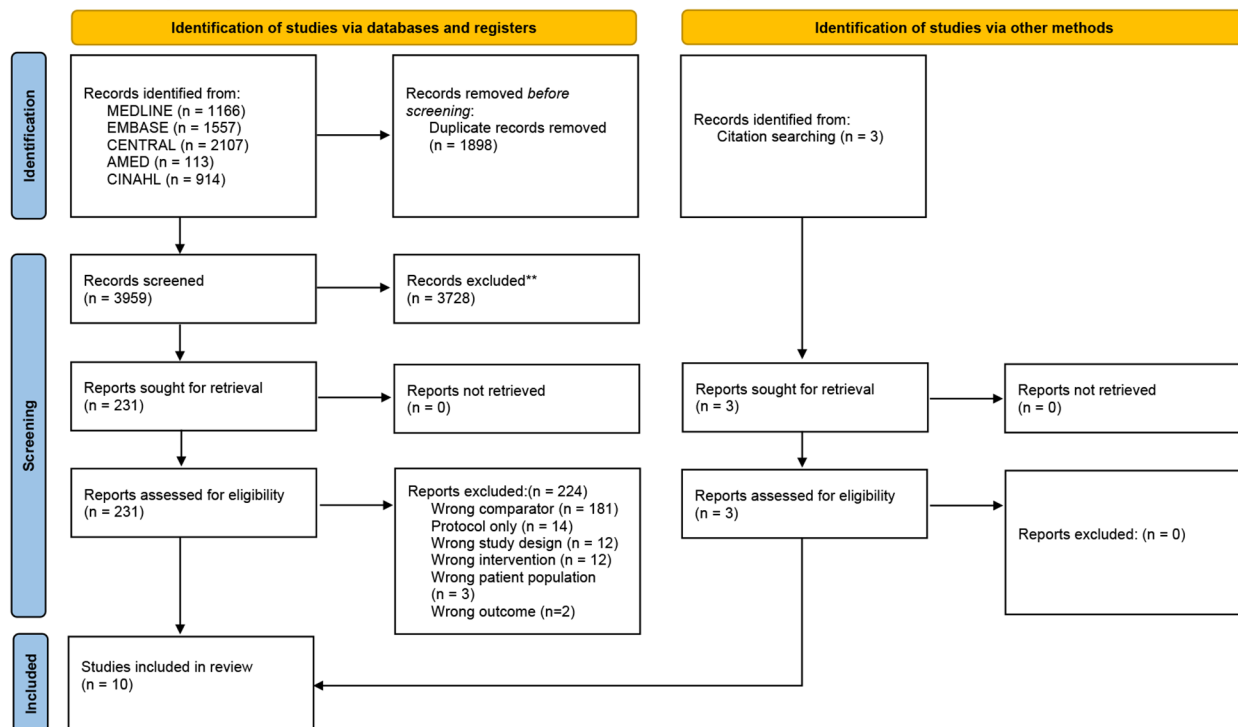 Identification of studies via databases and registers
Identification of studies via other methods
Identification
Records identified from:
MEDLINE (n = 1166)
EMBASE (n = 1557)
CENTRAL (n = 2107)
AMED (n = 113)
CINAHL (n = 914)
Records removed before
screening:
Duplicate records removed
(n = 1898)
Records identified from:
Citation searching (n = 3)
Screening
Records screened
(n = 3959)
Records excluded**
(n = 3728)
Reports sought for retrieval
(n = 231)
Reports not retrieved
(n = 0)
Reports sought for retrieval
(n = 3)
Reports not retrieved
(n = 0)
Reports assessed for eligibility
(n = 231)
Reports excluded:(n = 224)
Wrong comparator (n = 181)
Protocol only (n = 14)
Wrong study design (n = 12)
Wrong intervention (n = 12)
Wrong patient population
(n = 3)
Wrong outcome (n=2)
Reports assessed for eligibility
(n = 3)
Reports excluded: (n = 0)
Included
Studies included in review
(n = 10)